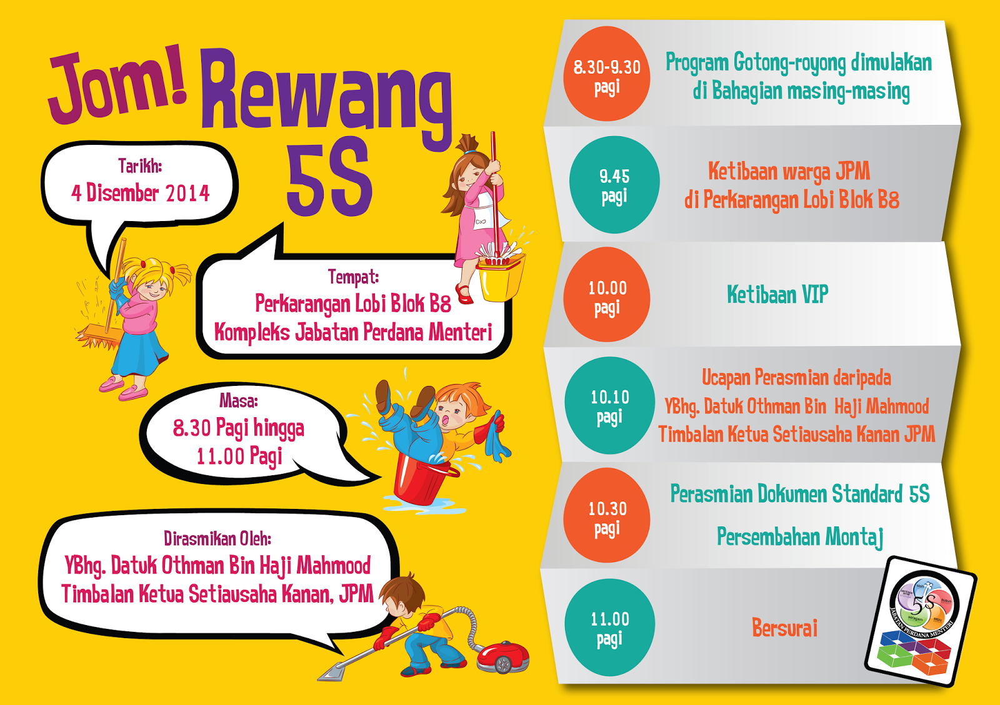 Jom! Rewang
5S
Tarikh:
4 Disember 2014
Tempat:
Perkarangan Lobi Blok B8
Kompleks Jabatan Perdana Menteri
Masa:
8.30 Pagi hingga
11.00 Pagi
Dirasmikan Oleh:
YBhg. Datuk Othman Bin Haji Mahmood
Timbalan Ketua Setiausaha Kanan, JPM
8.30-9.30
pagi
Program Gotong-royong dimulakan
di Bahagian masing-masing
9.45
pagi
Ketibaan warga JPM
di Perkarangan Lobi Blok B8
10.00
pagi
Ketibaan VIP
10.10
pagi
Ucapan Perasmian daripada
YBhg. Datuk Othman Bin Haji Mahmood
Timbalan Ketua Setiausaha Kanan JPM
10.30
pagi
Perasmian Dokumen Standard 5S
Persembahan Montaj
11.00
pagi
Bersurai
5S
sisih
susun
sapu
seragam
JABATAN PERDANA MENTERI